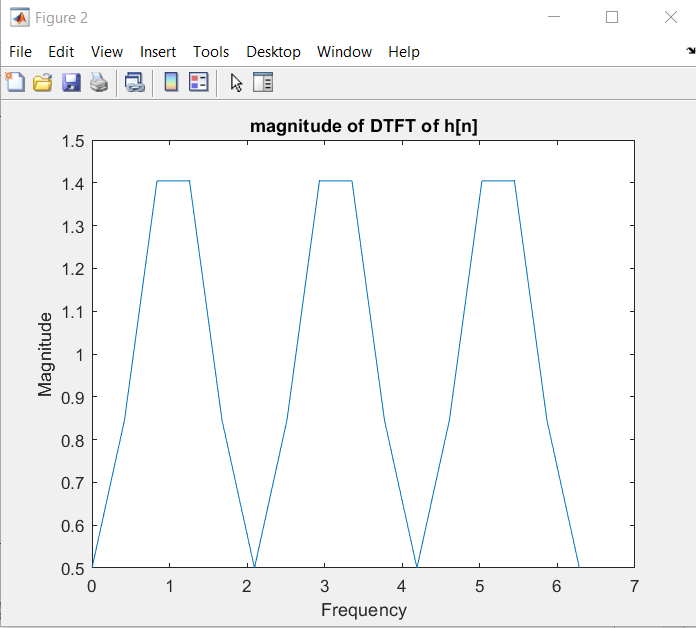 Figure 2
File Edit View Insert Tools Desktop Window Help
magnitude of DTFT of h[n]
1.5
1.4
1.3
1.2
1.1
1
0.9
0.8
0.7
0.6
0.5
Magnitude
0 1 2 3 4 5 6 7
Frequency